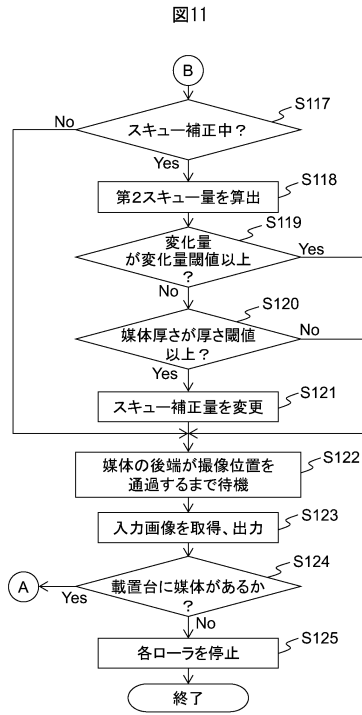 図11
B
スキュー補正中？
S117
No
Yes
第２スキュー量を算出
S118
変化量
が変化量閾値以上
？
S119
Yes
No
媒体厚さが厚さ閾値
以上？
S120
No
Yes
スキュー補正量を変更
S121
媒体の後端が撮像位置を
通過するまで待機
S122
入力画像を取得、出力
S123
載置台に媒体があるか
？
S124
A
Yes
No
各ローラを停止
S125
終了